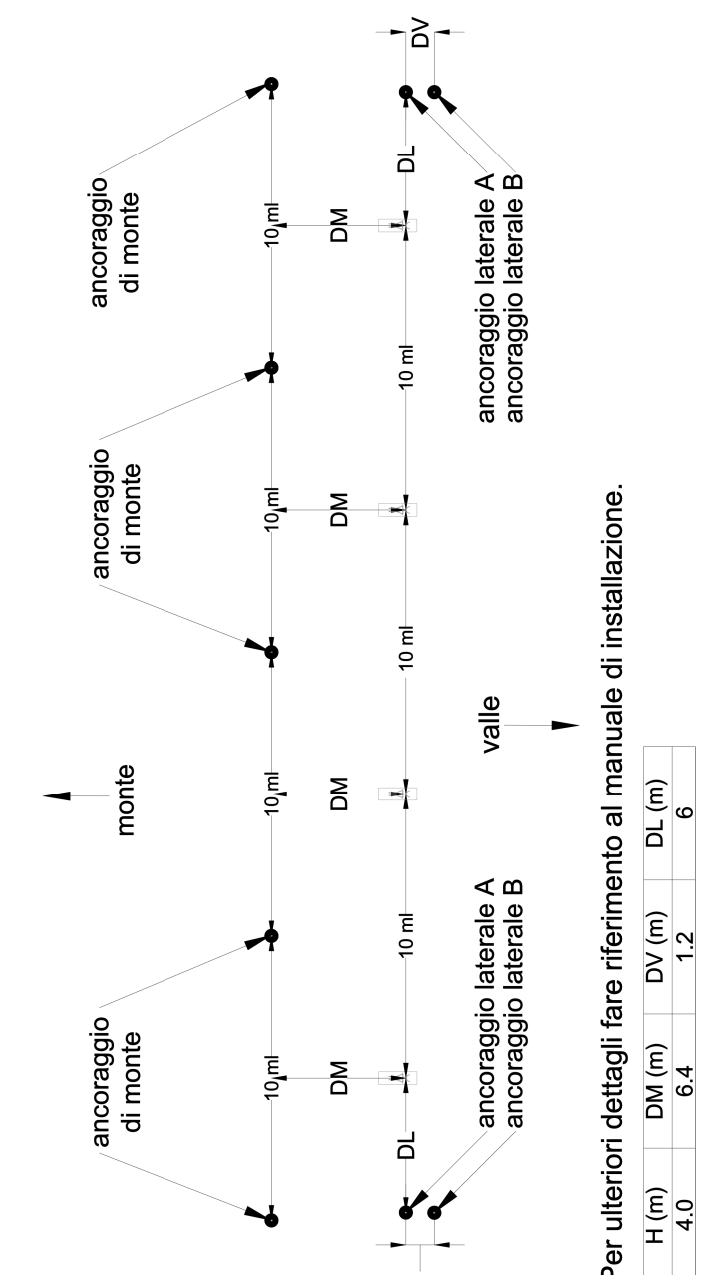 ancoraggio
di monte
ancoraggio
di monte
ancoraggio
di monte
monte
10 ml
10 ml
10 ml
10 ml
DM
DM
DM
DM
DL
10 ml
10 ml
10 ml
DL
DV
ancoraggio laterale A
ancoraggio laterale B
valle
ancoraggio laterale A
ancoraggio laterale B
Per ulteriori dettagli fare riferimento al manuale di installazione.
H (m) DM (m) DV (m) DL (m)
4.0 6.4 1.2 6